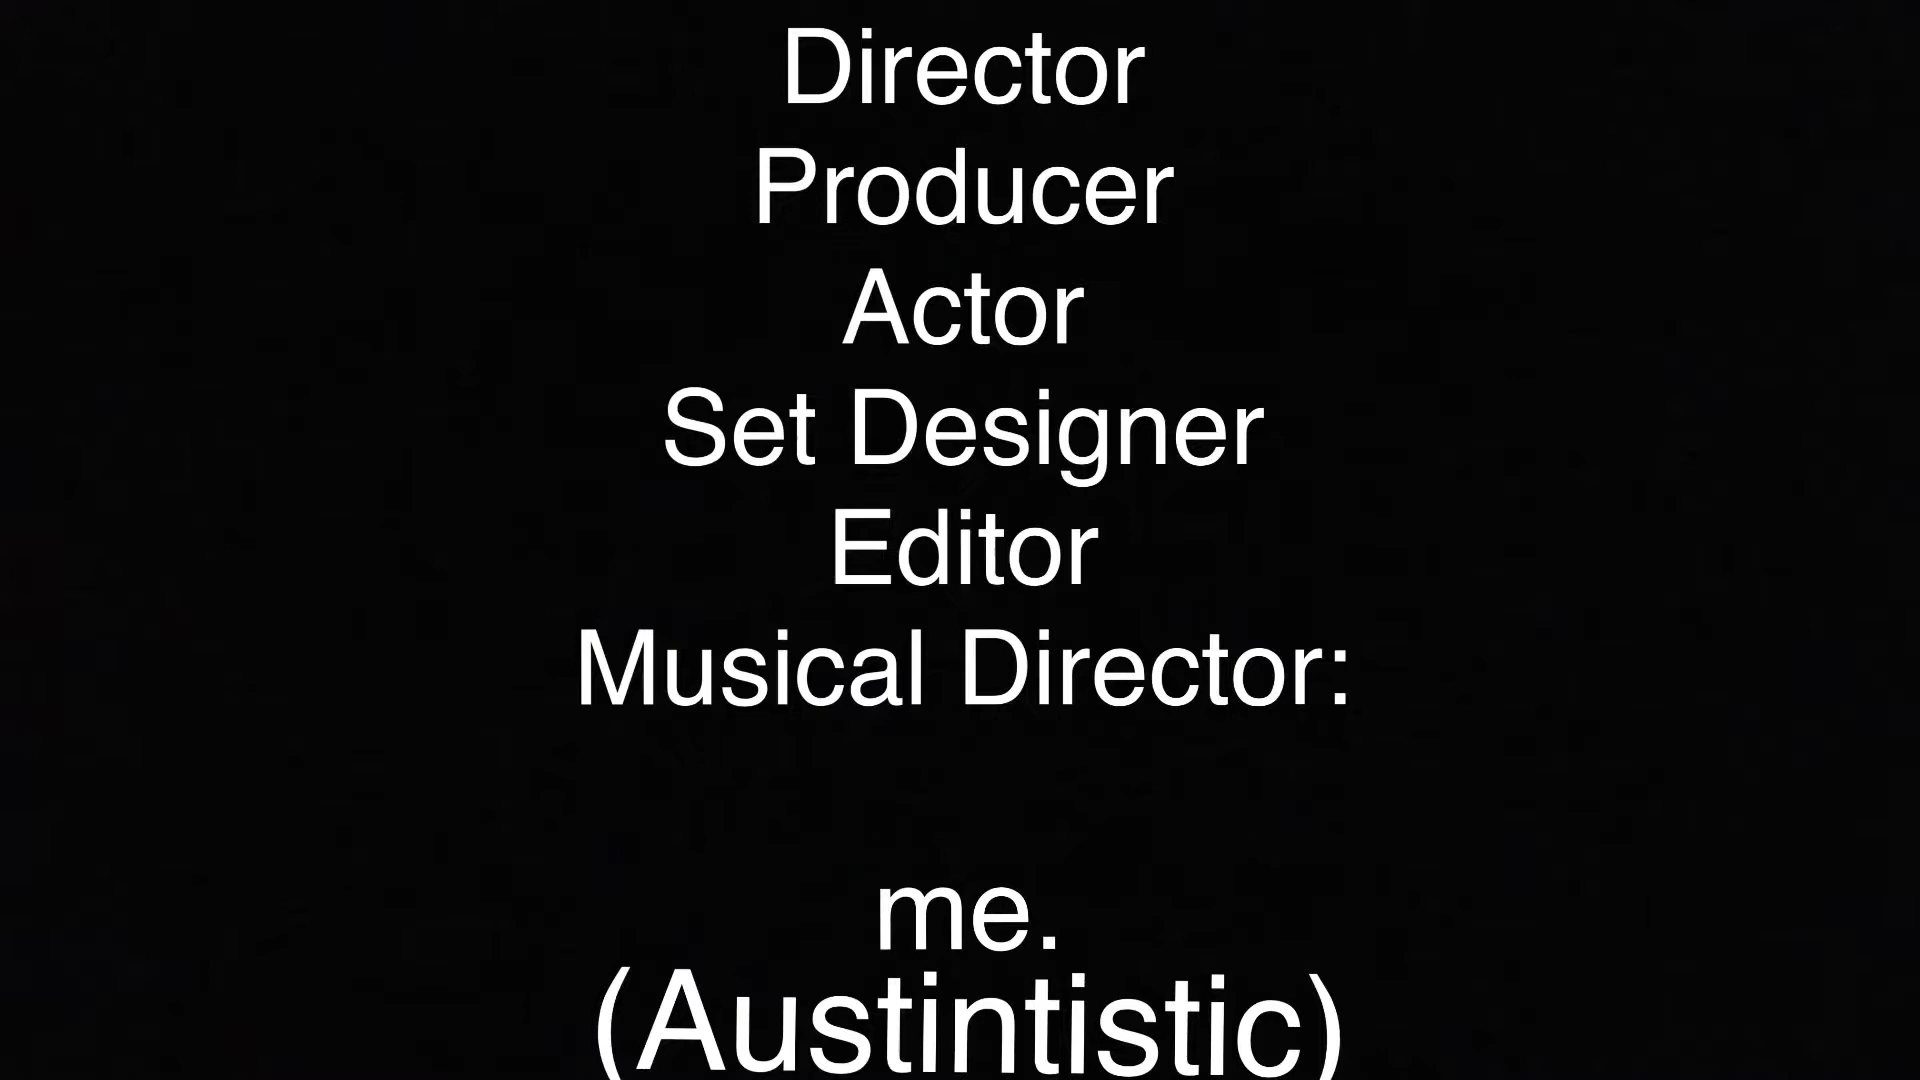 Director
Producer
Actor
Set Designer
Editor
Musical Director:
me.
(Austintistic)